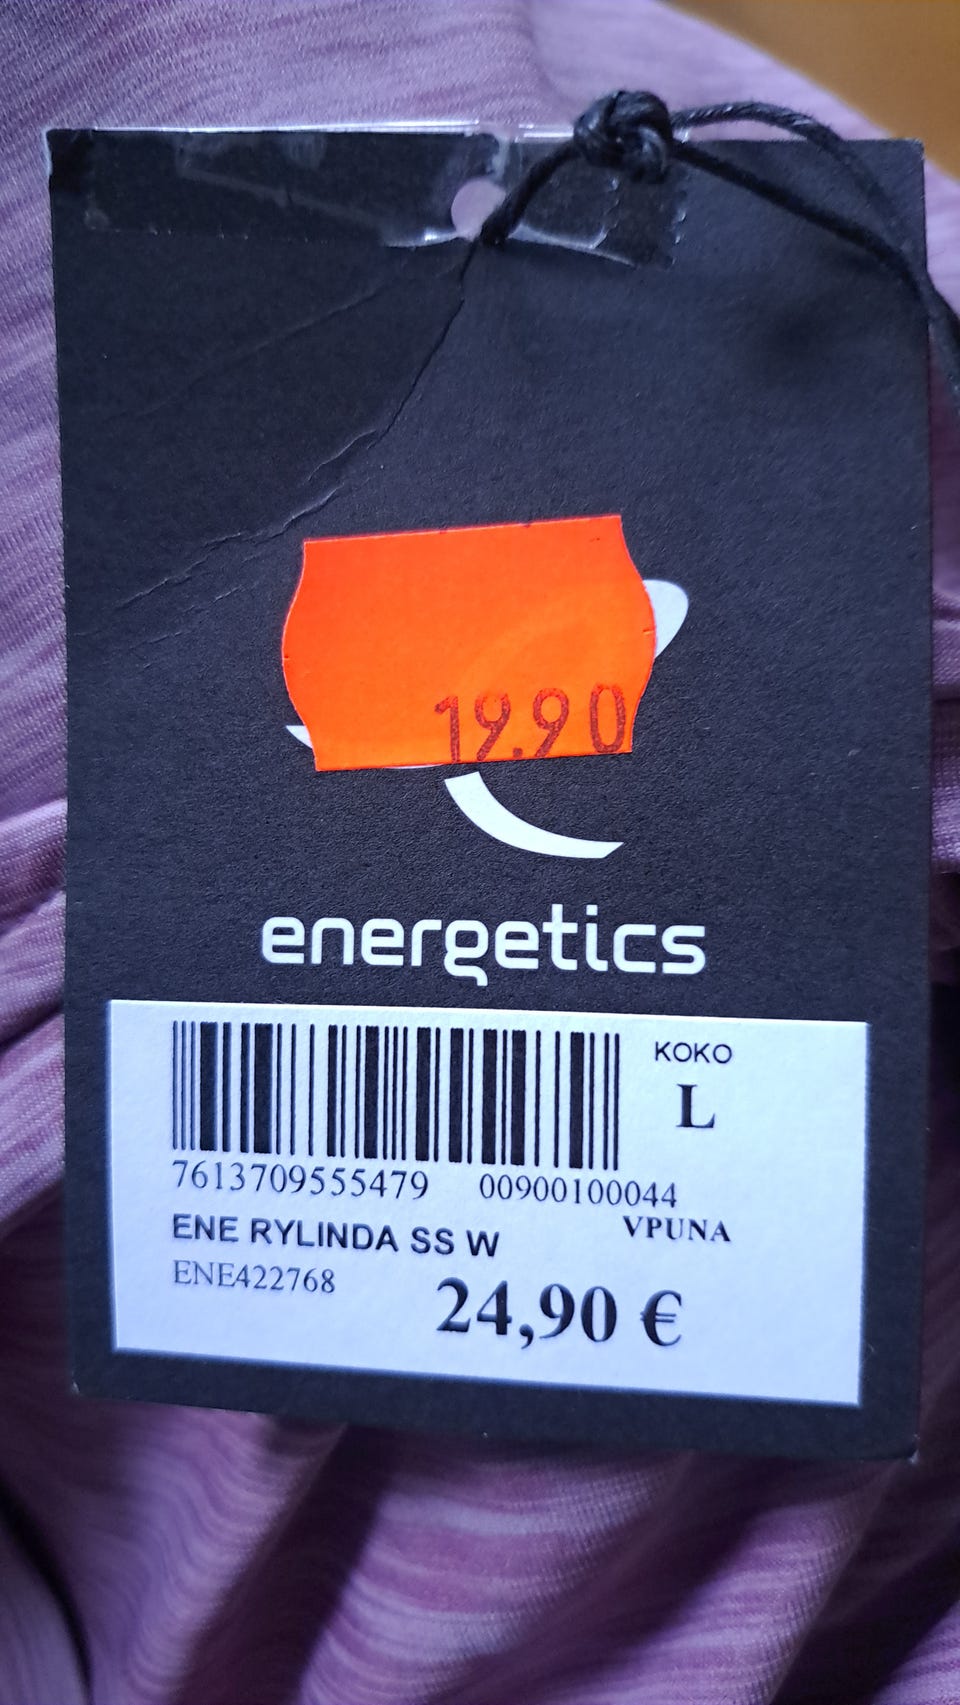 19.90
energetics
KOKO
L
7613709555479 00900100044
ENE RYLINDA SS W VPUNA
ENE422768
24,90 €